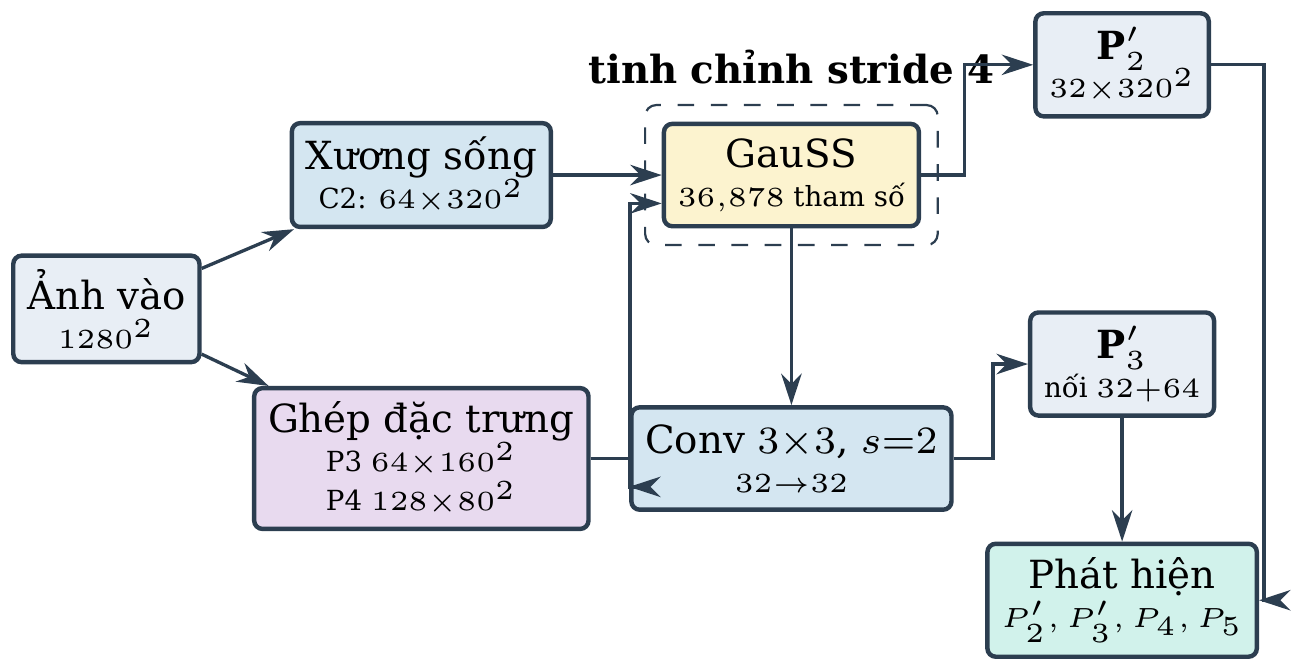 tinh chỉnh stride 4
P′₂
32×320²
Xương sống
C2: 64×320²
GauSS
36,878 tham số
Ảnh vào
1280²
P′₃
nối 32+64
Ghép đặc trưng
P3 64×160²
P4 128×80²
Conv 3×3, s=2
32→32
Phát hiện
P′₂, P′₃, P₄, P₅